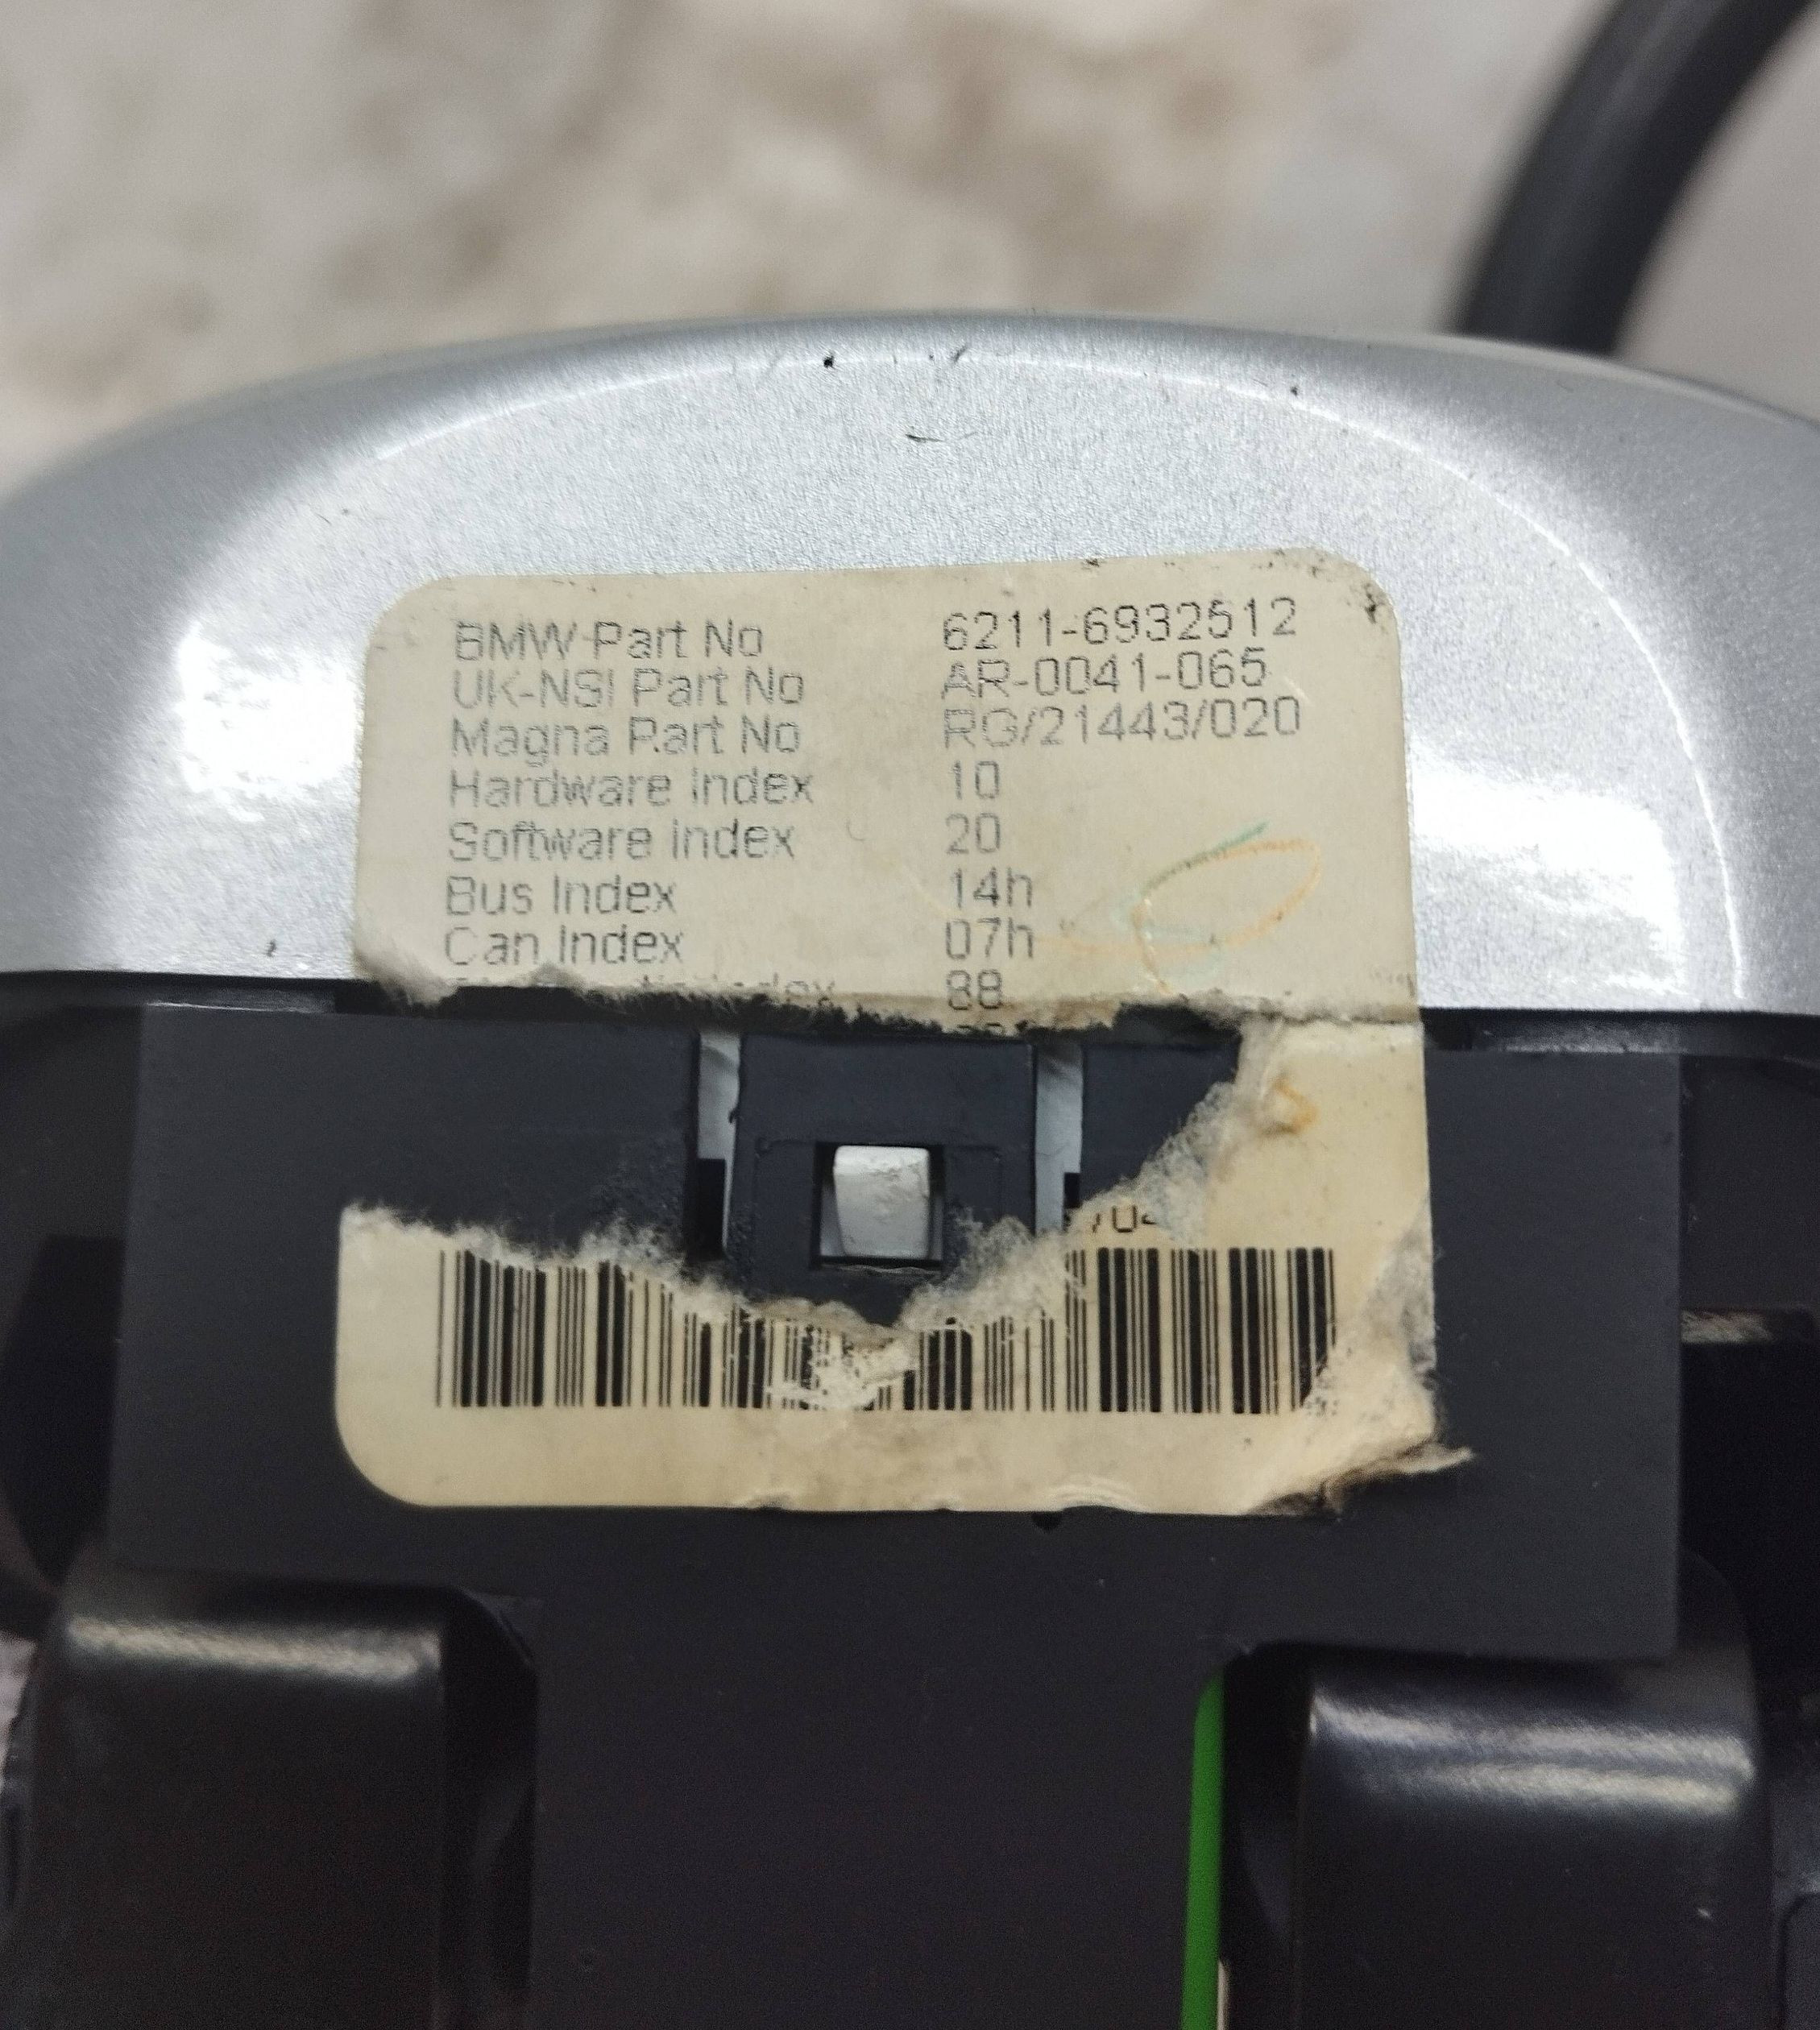 BMW Part No 6211-6932512
UK-NSI Part No AR-0041-065
Magna Part No RG/21443/020
Hardware Index 10
Software Index 20
Bus Index 14h
Can Index 07h
Index 88